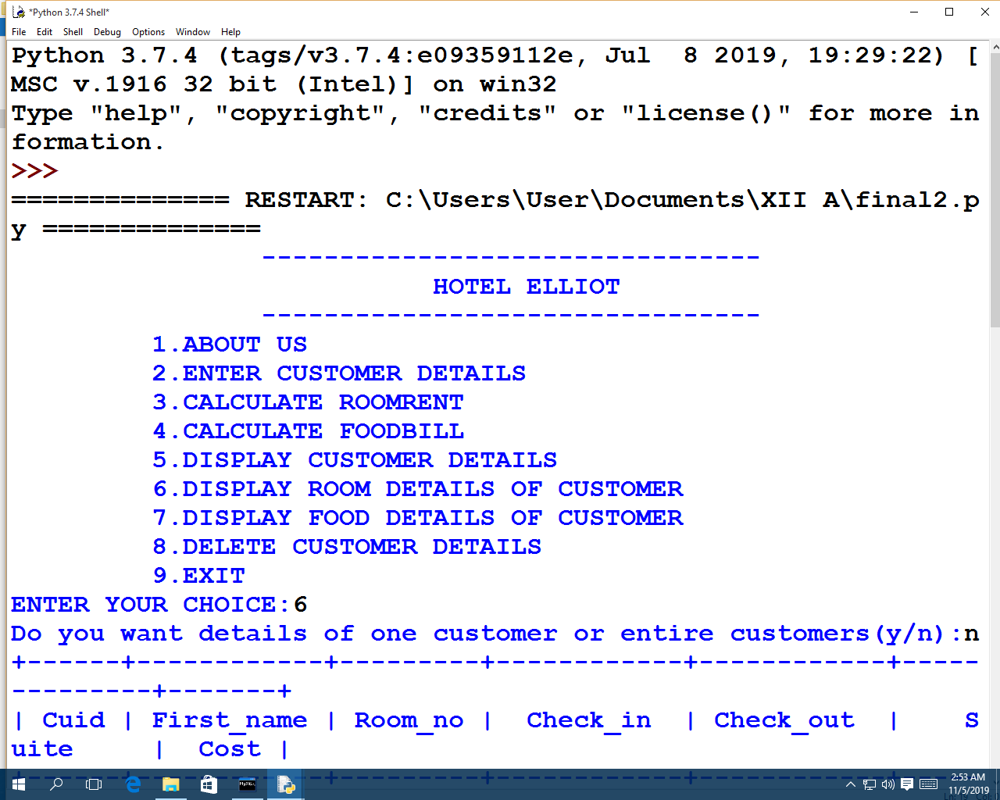 *Python 3.7.4 Shell*
File Edit Shell Debug Options Window Help
Python 3.7.4 (tags/v3.7.4:e09359112e, Jul  8 2019, 19:29:22) [
MSC v.1916 32 bit (Intel)] on win32
Type "help", "copyright", "credits" or "license()" for more in
formation.
>>>
============== RESTART: C:\Users\User\Documents\XII A\final2.p
y ==============
--------------------------------
HOTEL ELLIOT
--------------------------------
1.ABOUT US
2.ENTER CUSTOMER DETAILS
3.CALCULATE ROOMRENT
4.CALCULATE FOODBILL
5.DISPLAY CUSTOMER DETAILS
6.DISPLAY ROOM DETAILS OF CUSTOMER
7.DISPLAY FOOD DETAILS OF CUSTOMER
8.DELETE CUSTOMER DETAILS
9.EXIT
ENTER YOUR CHOICE:6
Do you want details of one customer or entire customers(y/n):n
+------+------------+---------+------------+------------+-----
---------+-------+
| Cuid | First_name | Room_no |  Check_in  | Check_out  |    S
uite     |  Cost |
2:53 AM
11/5/2019